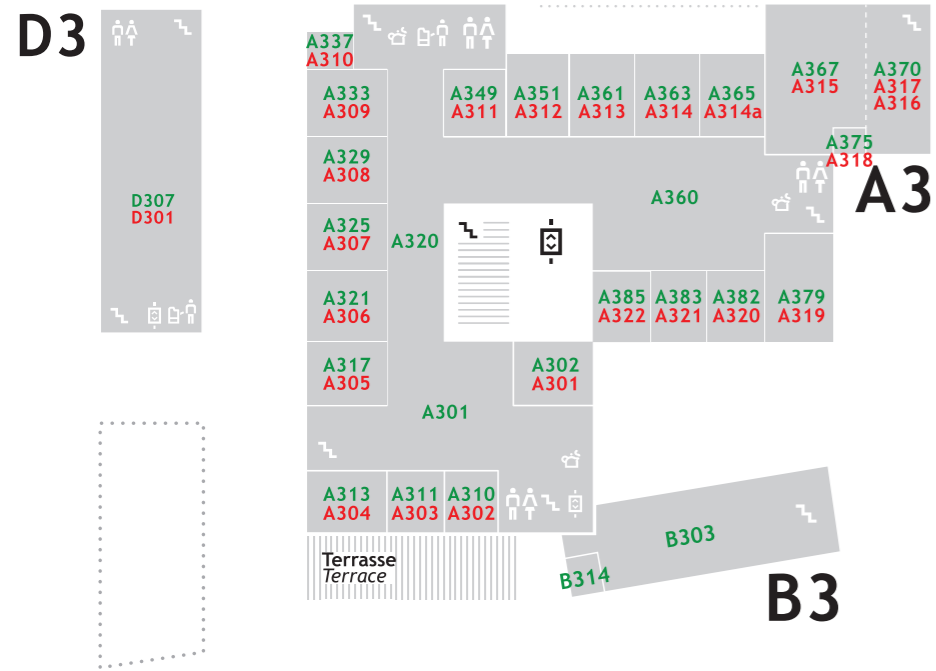 D3
A337
A310
A333
A309
A349
A311
A351
A312
A361
A313
A363
A314
A365
A314a
A367
A315
A370
A317
A316
A375
A318
A3
A329
A308
D307
D301
A360
A325
A307
A320
A321
A306
A385
A322
A383
A321
A382
A320
A379
A319
A317
A305
A302
A301
A301
A313
A304
A311
A303
A310
A302
B303
Terrasse
Terrace
B314
B3